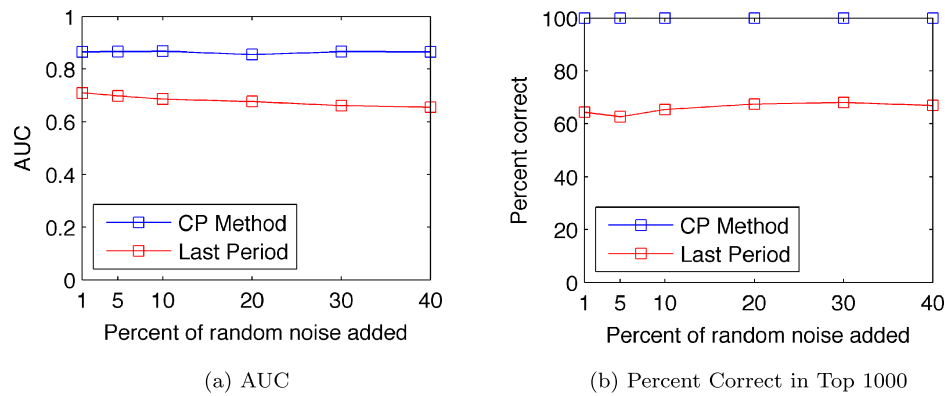 1
0.8
0.6
0.4
0.2
0
AUC
CP Method
Last Period
1 5 10 20 30 40
Percent of random noise added
(a) AUC
100
80
60
40
20
0
Percent correct
CP Method
Last Period
1 5 10 20 30 40
Percent of random noise added
(b) Percent Correct in Top 1000